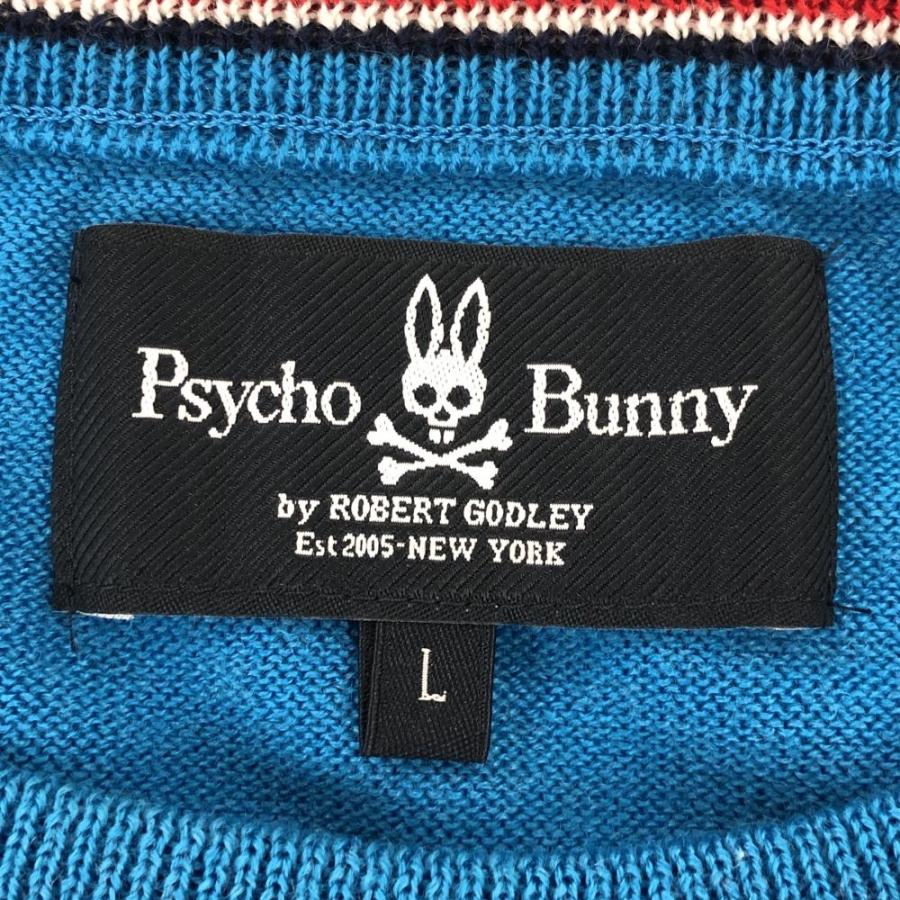 Psycho Bunny
by ROBERT GODLEY
Est 2005-NEW YORK
L